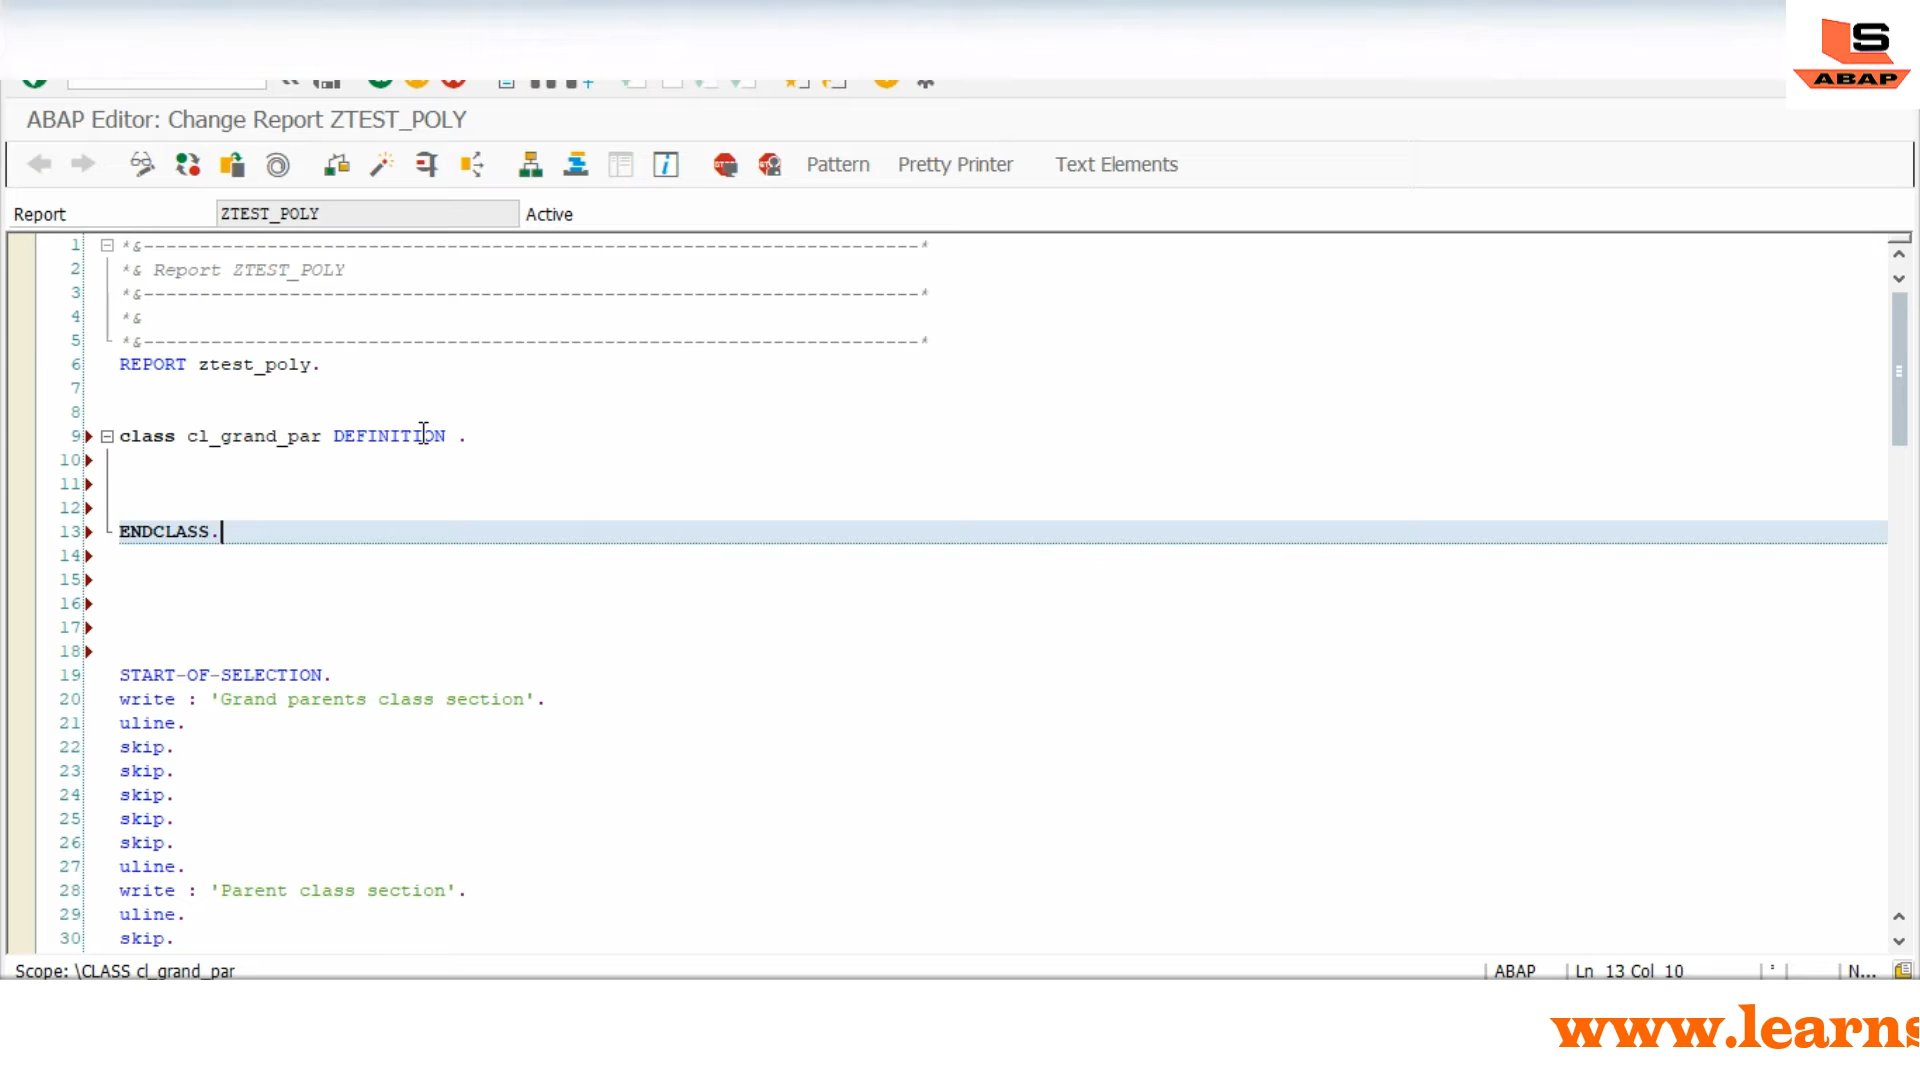 S
ABAP
ABAP Editor: Change Report ZTEST_POLY
Pattern Pretty Printer Text Elements
Report ZTEST_POLY Active
1 *&---------------------------------------------------------------------*
2 *& Report ZTEST_POLY
3 *&---------------------------------------------------------------------*
4 *&
5 *&---------------------------------------------------------------------*
6 REPORT ztest_poly.
7
8
9 class cl_grand_par DEFINITION .
10
11
12
13 ENDCLASS.
14
15
16
17
18
19 START-OF-SELECTION.
20 write : 'Grand parents class section'.
21 uline.
22 skip.
23 skip.
24 skip.
25 skip.
26 skip.
27 uline.
28 write : 'Parent class section'.
29 uline.
30 skip.
Scope: \CLASS cl_grand_par ABAP Ln 13 Col 10 N...
www.learns